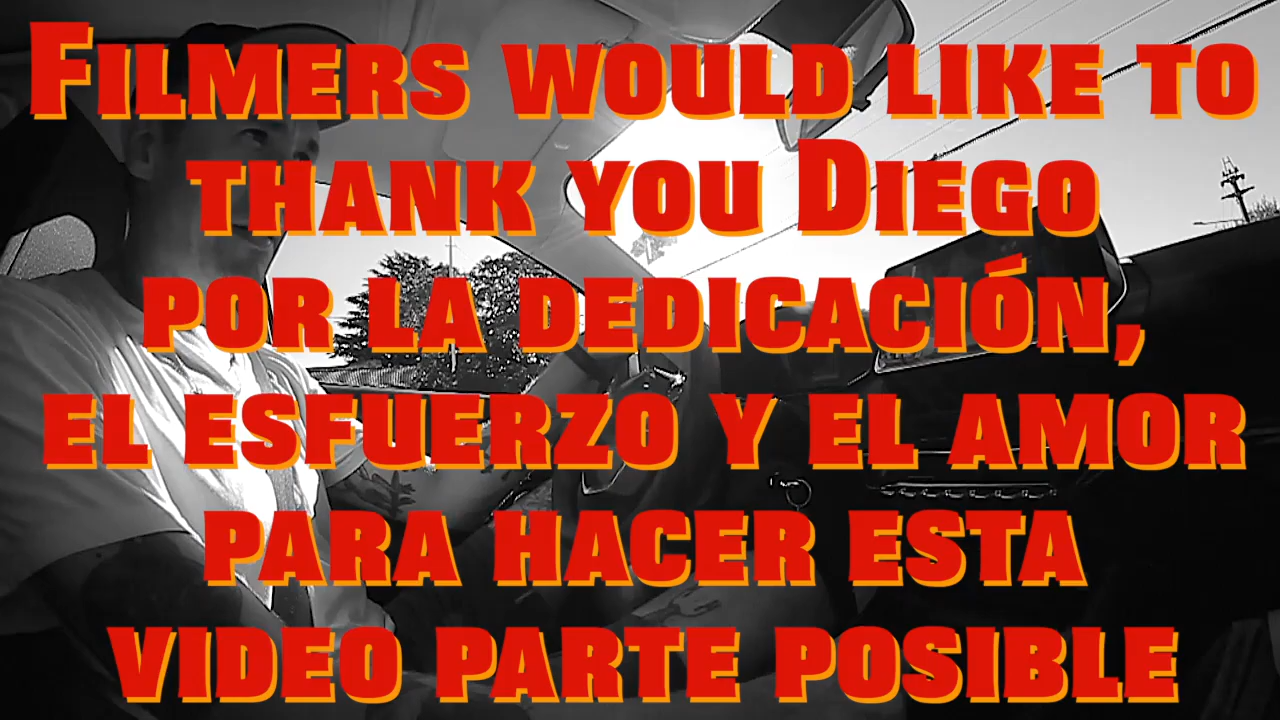 Filmers would like to
thank you Diego
por la dedicación,
el esfuerzo y el amor
para hacer esta
video parte posible